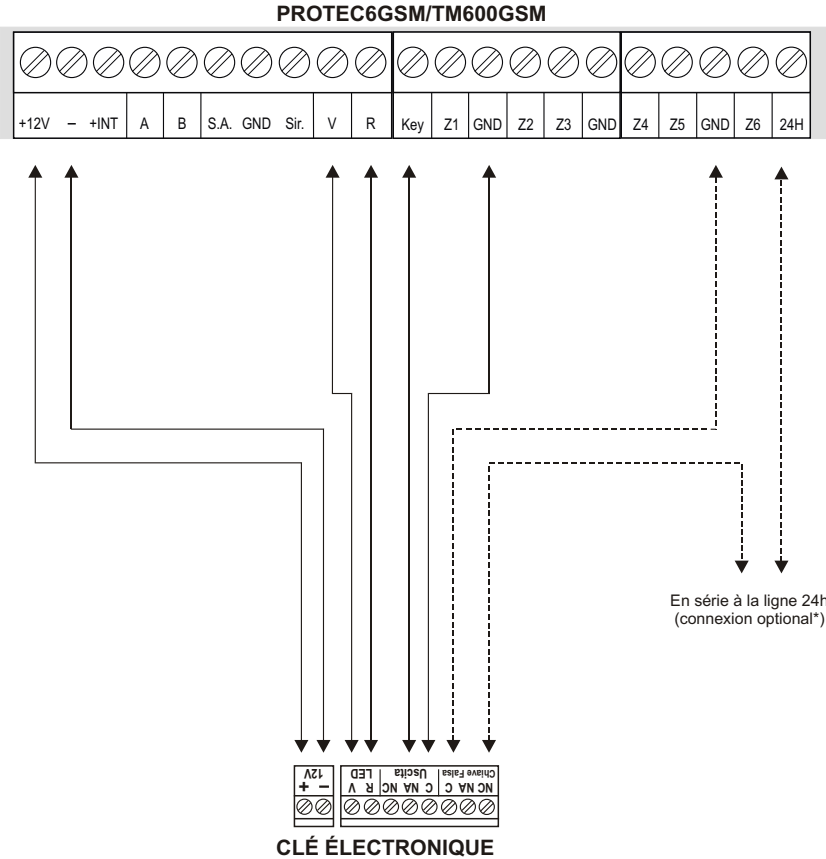 PROTEC6GSM/TM600GSM
+12V – +INT A B S.A. GND Sir. V R Key Z1 GND Z2 Z3 GND Z4 Z5 GND Z6 24H
En série à la ligne 24h
(connexion optional*)
12V
+ –
LED
V R
Uscita
NC NA C
Chiave Falsa
C NA NC
CLÉ ÉLECTRONIQUE